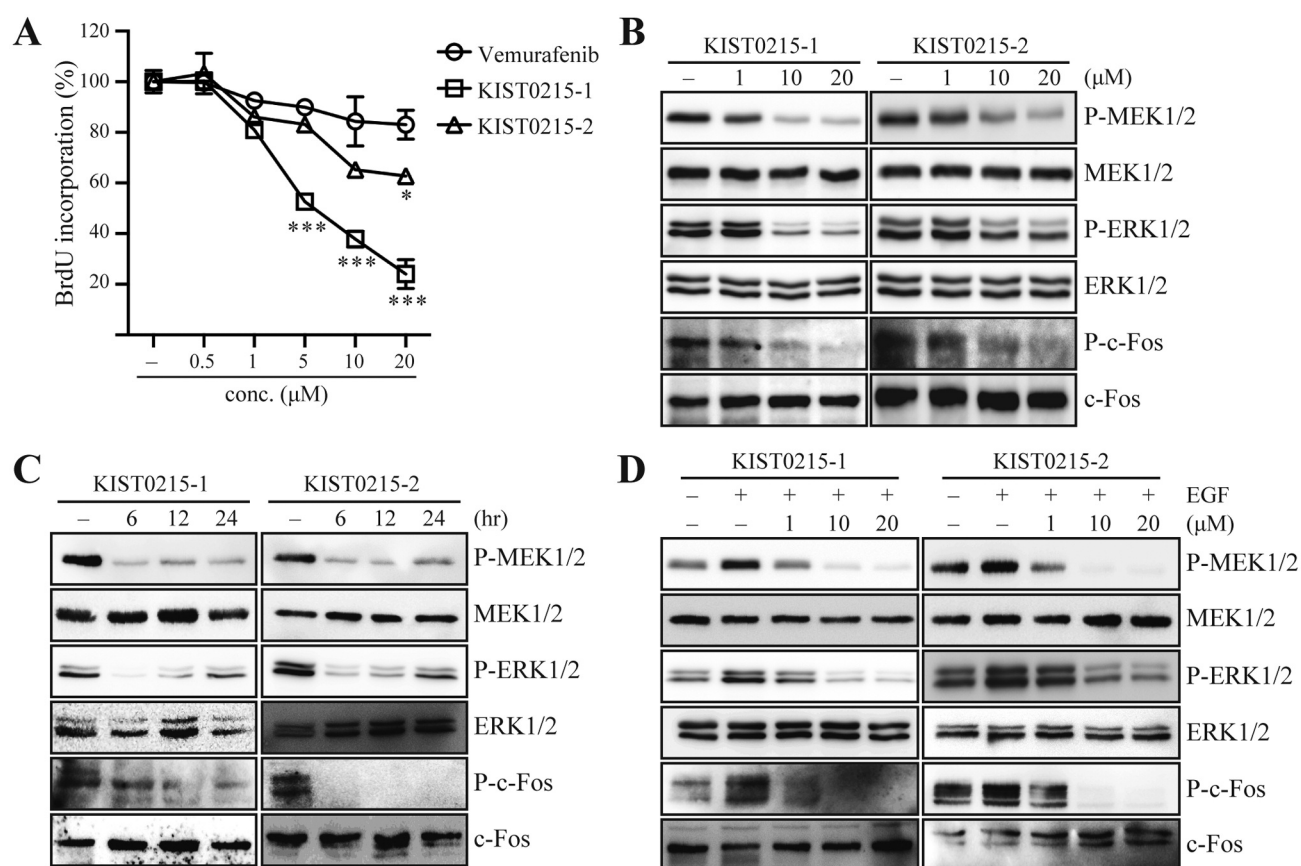 A
120
100
80
60
40
20
BrdU incorporation (%)
Vemurafenib
KIST0215-1
KIST0215-2
*
***
***
***
– 0.5 1 5 10 20
conc. (μM)
B
KIST0215-1 KIST0215-2
– 1 10 20 – 1 10 20 (μM)
P-MEK1/2
MEK1/2
P-ERK1/2
ERK1/2
P-c-Fos
c-Fos
C
KIST0215-1 KIST0215-2
– 6 12 24 – 6 12 24 (hr)
P-MEK1/2
MEK1/2
P-ERK1/2
ERK1/2
P-c-Fos
c-Fos
D
KIST0215-1 KIST0215-2
– + + + + – + + + + EGF
– – 1 10 20 – – 1 10 20 (μM)
P-MEK1/2
MEK1/2
P-ERK1/2
ERK1/2
P-c-Fos
c-Fos